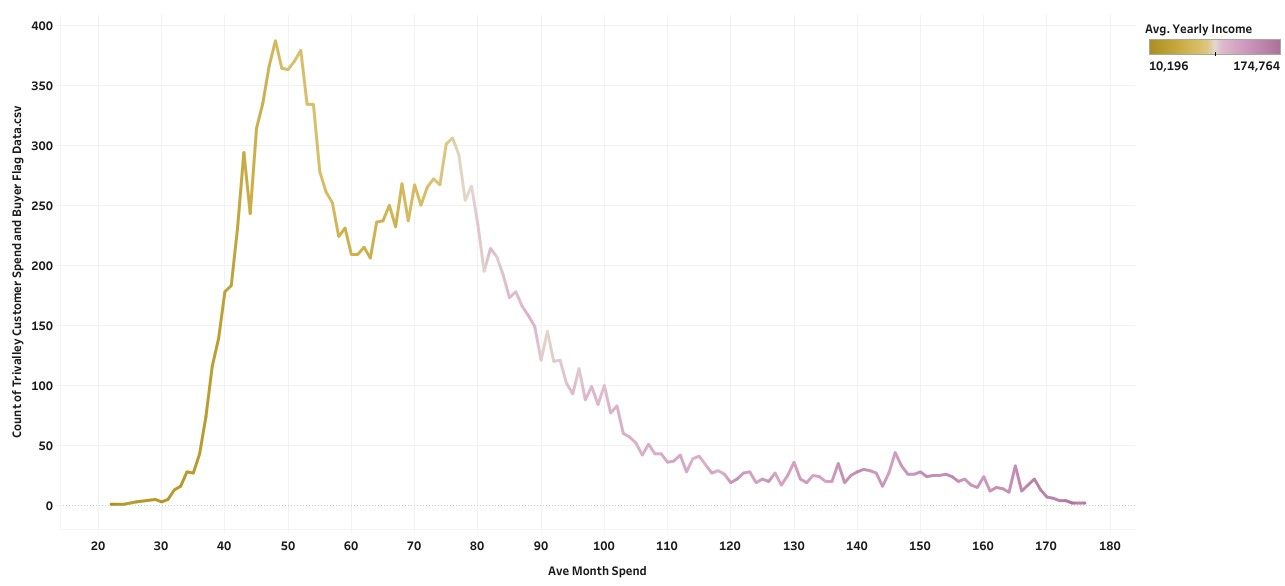 Avg. Yearly Income
10,196 174,764
Count of Trivalley Customer Spend and Buyer Flag Data.csv
400
350
300
250
200
150
100
50
0
20 30 40 50 60 70 80 90 100 110 120 130 140 150 160 170 180
Ave Month Spend